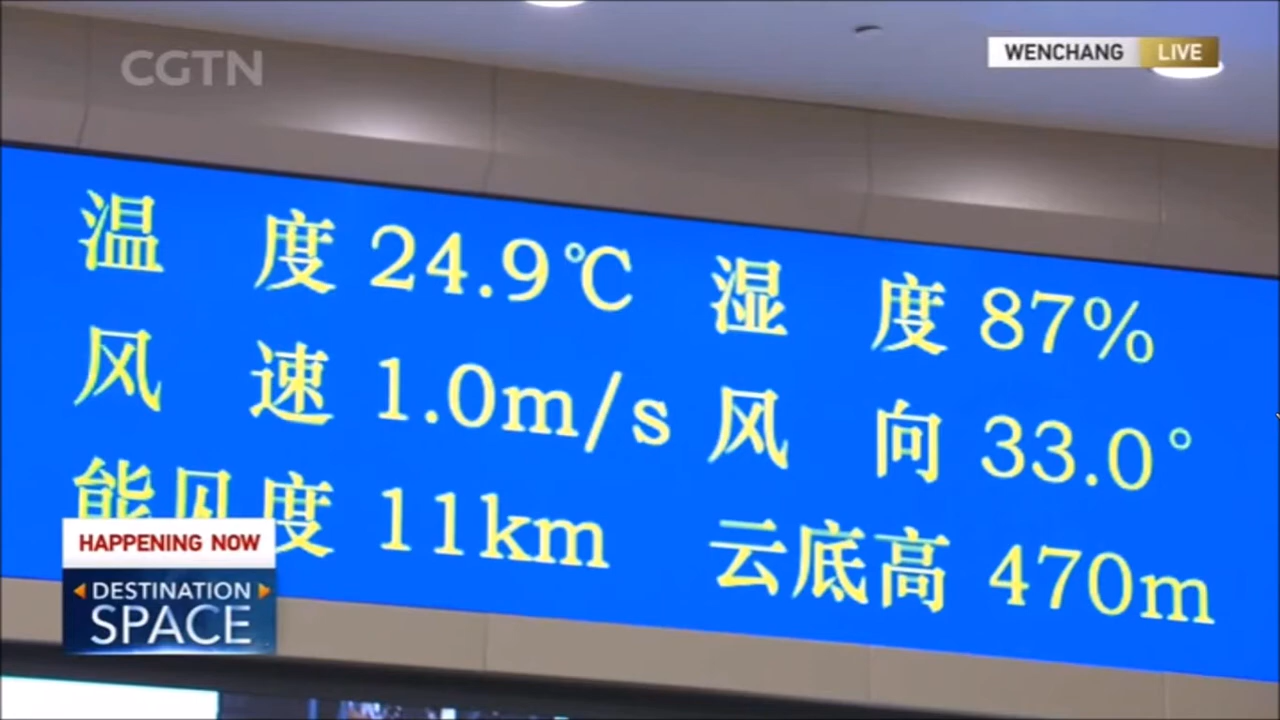 CGTN
WENCHANG LIVE
温 度 24.9℃ 湿 度 87%
风 速 1.0m/s 风 向 33.0°
能见度 11km 云底高 470m
HAPPENING NOW
DESTINATION
SPACE